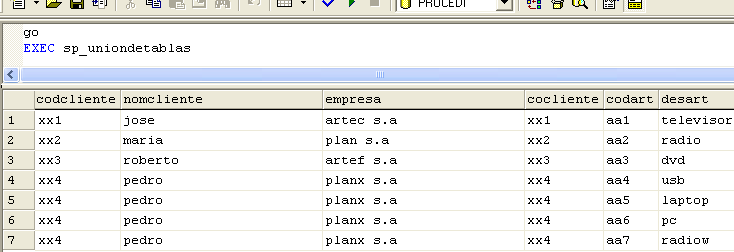 PROCEDI
go
EXEC sp_uniondetablas
codcliente nomcliente empresa cocliente codart desart
1 xx1 jose artec s.a xx1 aa1 televisor
2 xx2 maria plan s.a xx2 aa2 radio
3 xx3 roberto artef s.a xx3 aa3 dvd
4 xx4 pedro planx s.a xx4 aa4 usb
5 xx4 pedro planx s.a xx4 aa5 laptop
6 xx4 pedro planx s.a xx4 aa6 pc
7 xx4 pedro planx s.a xx4 aa7 radiow